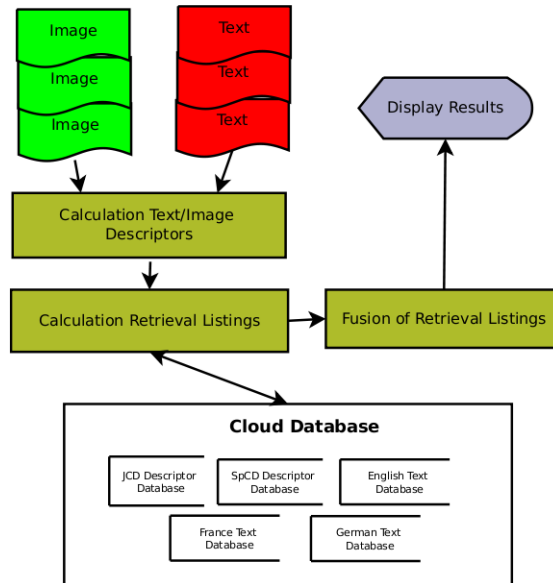 Image
Text
Image
Text
Image
Text
Display Results
Calculation Text/Image
Descriptors
Calculation Retrieval Listings
Fusion of Retrieval Listings
Cloud Database
JCD Descriptor
Database
SpCD Descriptor
Database
English Text
Database
France Text
Database
German Text
Database